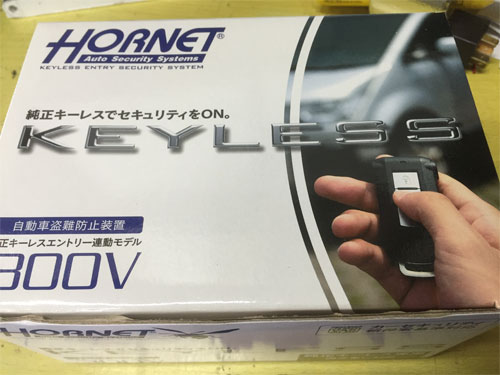 HORNET®
Auto Security Systems
KEYLESS ENTRY SECURITY SYSTEM
純正キーレスでセキュリティをON。
KEYLESS
自動車盗難防止装置
正キーレスエントリー連動モデル
300V
HORNET